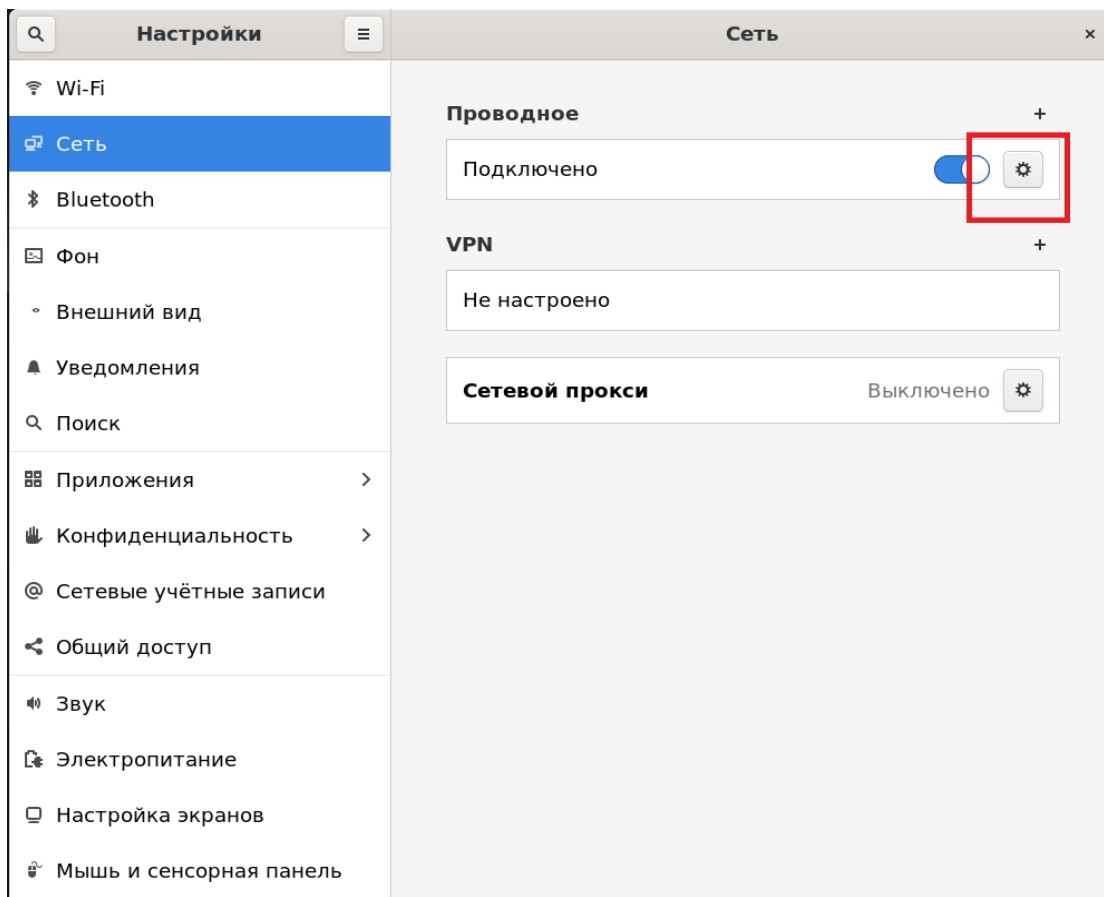 Настройки
Сеть
Wi-Fi
Сеть
Bluetooth
Фон
Внешний вид
Уведомления
Поиск
Приложения
Конфиденциальность
Сетевые учётные записи
Общий доступ
Звук
Электропитание
Настройка экранов
Мышь и сенсорная панель
Проводное
Подключено
VPN
Не настроено
Сетевой прокси Выключено